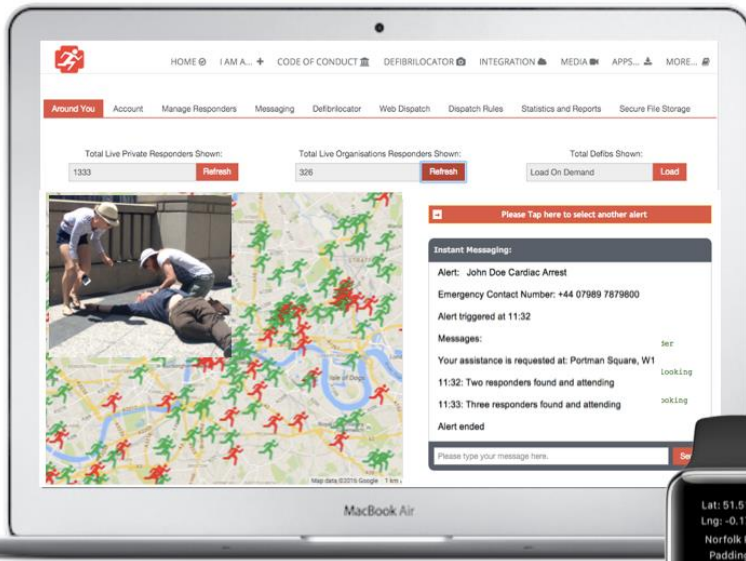 HOME I AM A... CODE OF CONDUCT DEFIBRILOCATOR INTEGRATION MEDIA APPS... MORE...
Around You Account Manage Responders Messaging Defibrilocator Web Dispatch Dispatch Rules Statistics and Reports Secure File Storage
Total Live Private Responders Shown: Total Live Organisations Responders Shown: Total Defibs Shown:
1333 Refresh 326 Refresh Load On Demand Load
Please Tap here to select another alert
Instant Messaging:
Alert: John Doe Cardiac Arrest
Emergency Contact Number: +44 07989 7879800
Alert triggered at 11:32
Messages:
Your assistance is requested at: Portman Square, W1
11:32: Two responders found and attending
11:33: Three responders found and attending
Alert ended
Please type your message here.
Isle of Dogs
Map data ©2016 Google 1 km
MacBook Air
Lat: 51.5
Lng: -0.1
Norfolk